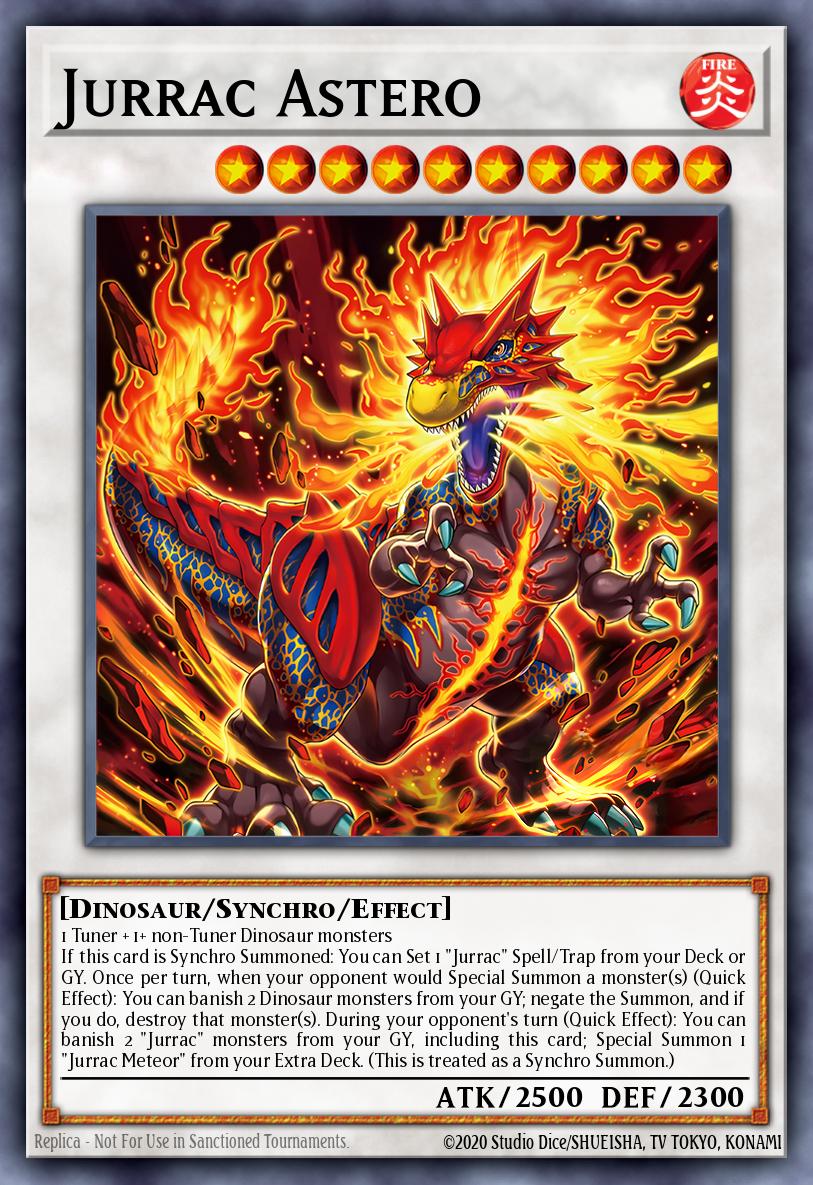 Jurrac Astero
FIRE
炎
[Dinosaur/Synchro/Effect]
1 Tuner + 1+ non-Tuner Dinosaur monsters
If this card is Synchro Summoned: You can Set 1 "Jurrac" Spell/Trap from your Deck or
GY. Once per turn, when your opponent would Special Summon a monster(s) (Quick
Effect): You can banish 2 Dinosaur monsters from your GY; negate the Summon, and if
you do, destroy that monster(s). During your opponent's turn (Quick Effect): You can
banish 2 "Jurrac" monsters from your GY, including this card; Special Summon 1
"Jurrac Meteor" from your Extra Deck. (This is treated as a Synchro Summon.)
ATK/2500 DEF/2300
Replica - Not For Use in Sanctioned Tournaments.
©2020 Studio Dice/SHUEISHA, TV TOKYO, KONAMI